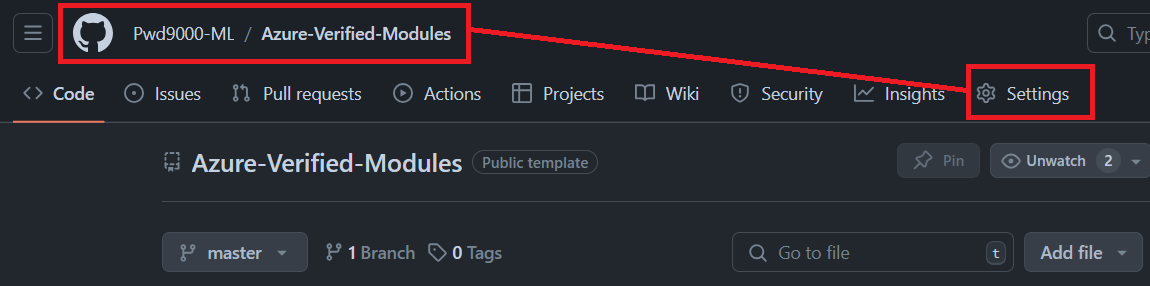 Pwd9000-ML / Azure-Verified-Modules Typ
Code Issues Pull requests Actions Projects Wiki Security Insights Settings
Azure-Verified-Modules Public template Pin Unwatch 2
master 1 Branch 0 Tags Go to file t Add file